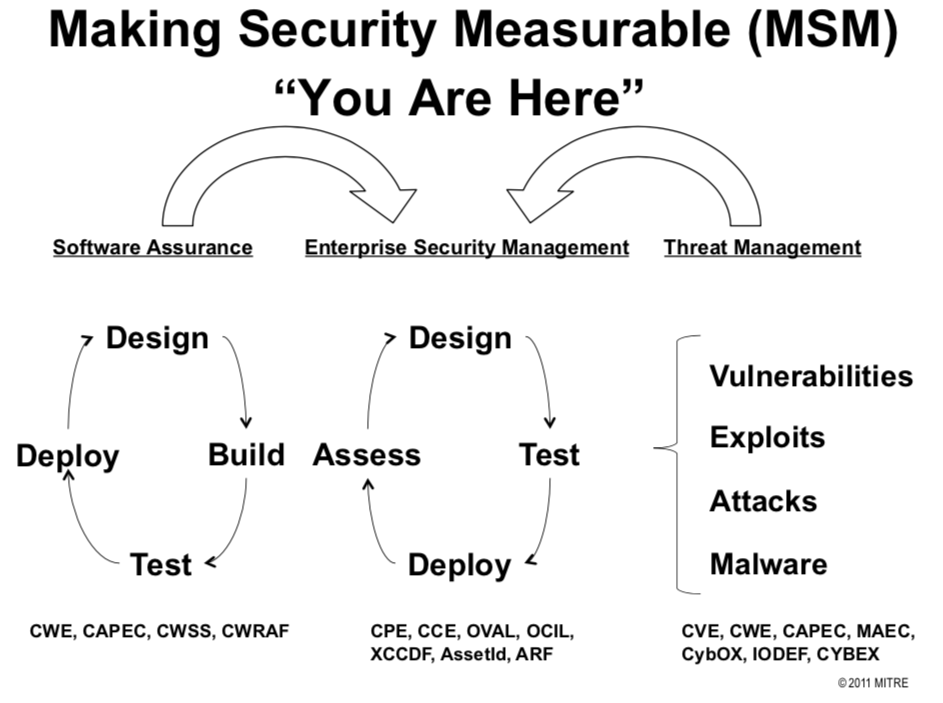 Making Security Measurable (MSM)
“You Are Here”
Software Assurance
Enterprise Security Management
Threat Management
Design
Build
Test
Deploy
Design
Test
Deploy
Assess
Vulnerabilities
Exploits
Attacks
Malware
CWE, CAPEC, CWSS, CWRAF
CPE, CCE, OVAL, OCIL,
XCCDF, AssetId, ARF
CVE, CWE, CAPEC, MAEC,
CybOX, IODEF, CYBEX
© 2011 MITRE